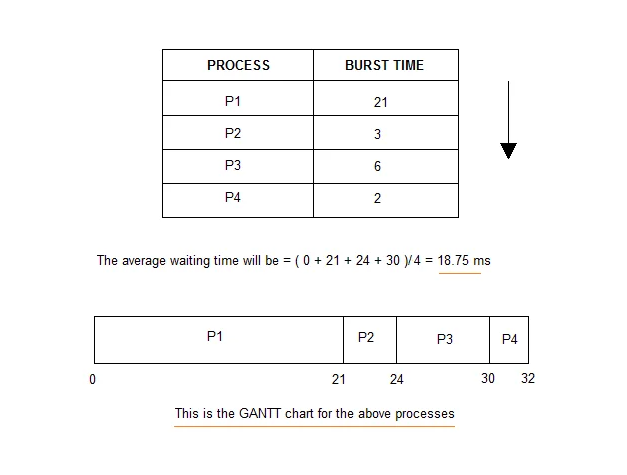 PROCESS BURST TIME
P1 21
P2 3
P3 6
P4 2
The average waiting time will be = ( 0 + 21 + 24 + 30 )/ 4 = 18.75 ms
P1 P2 P3 P4
0 21 24 30 32
This is the GANTT chart for the above processes